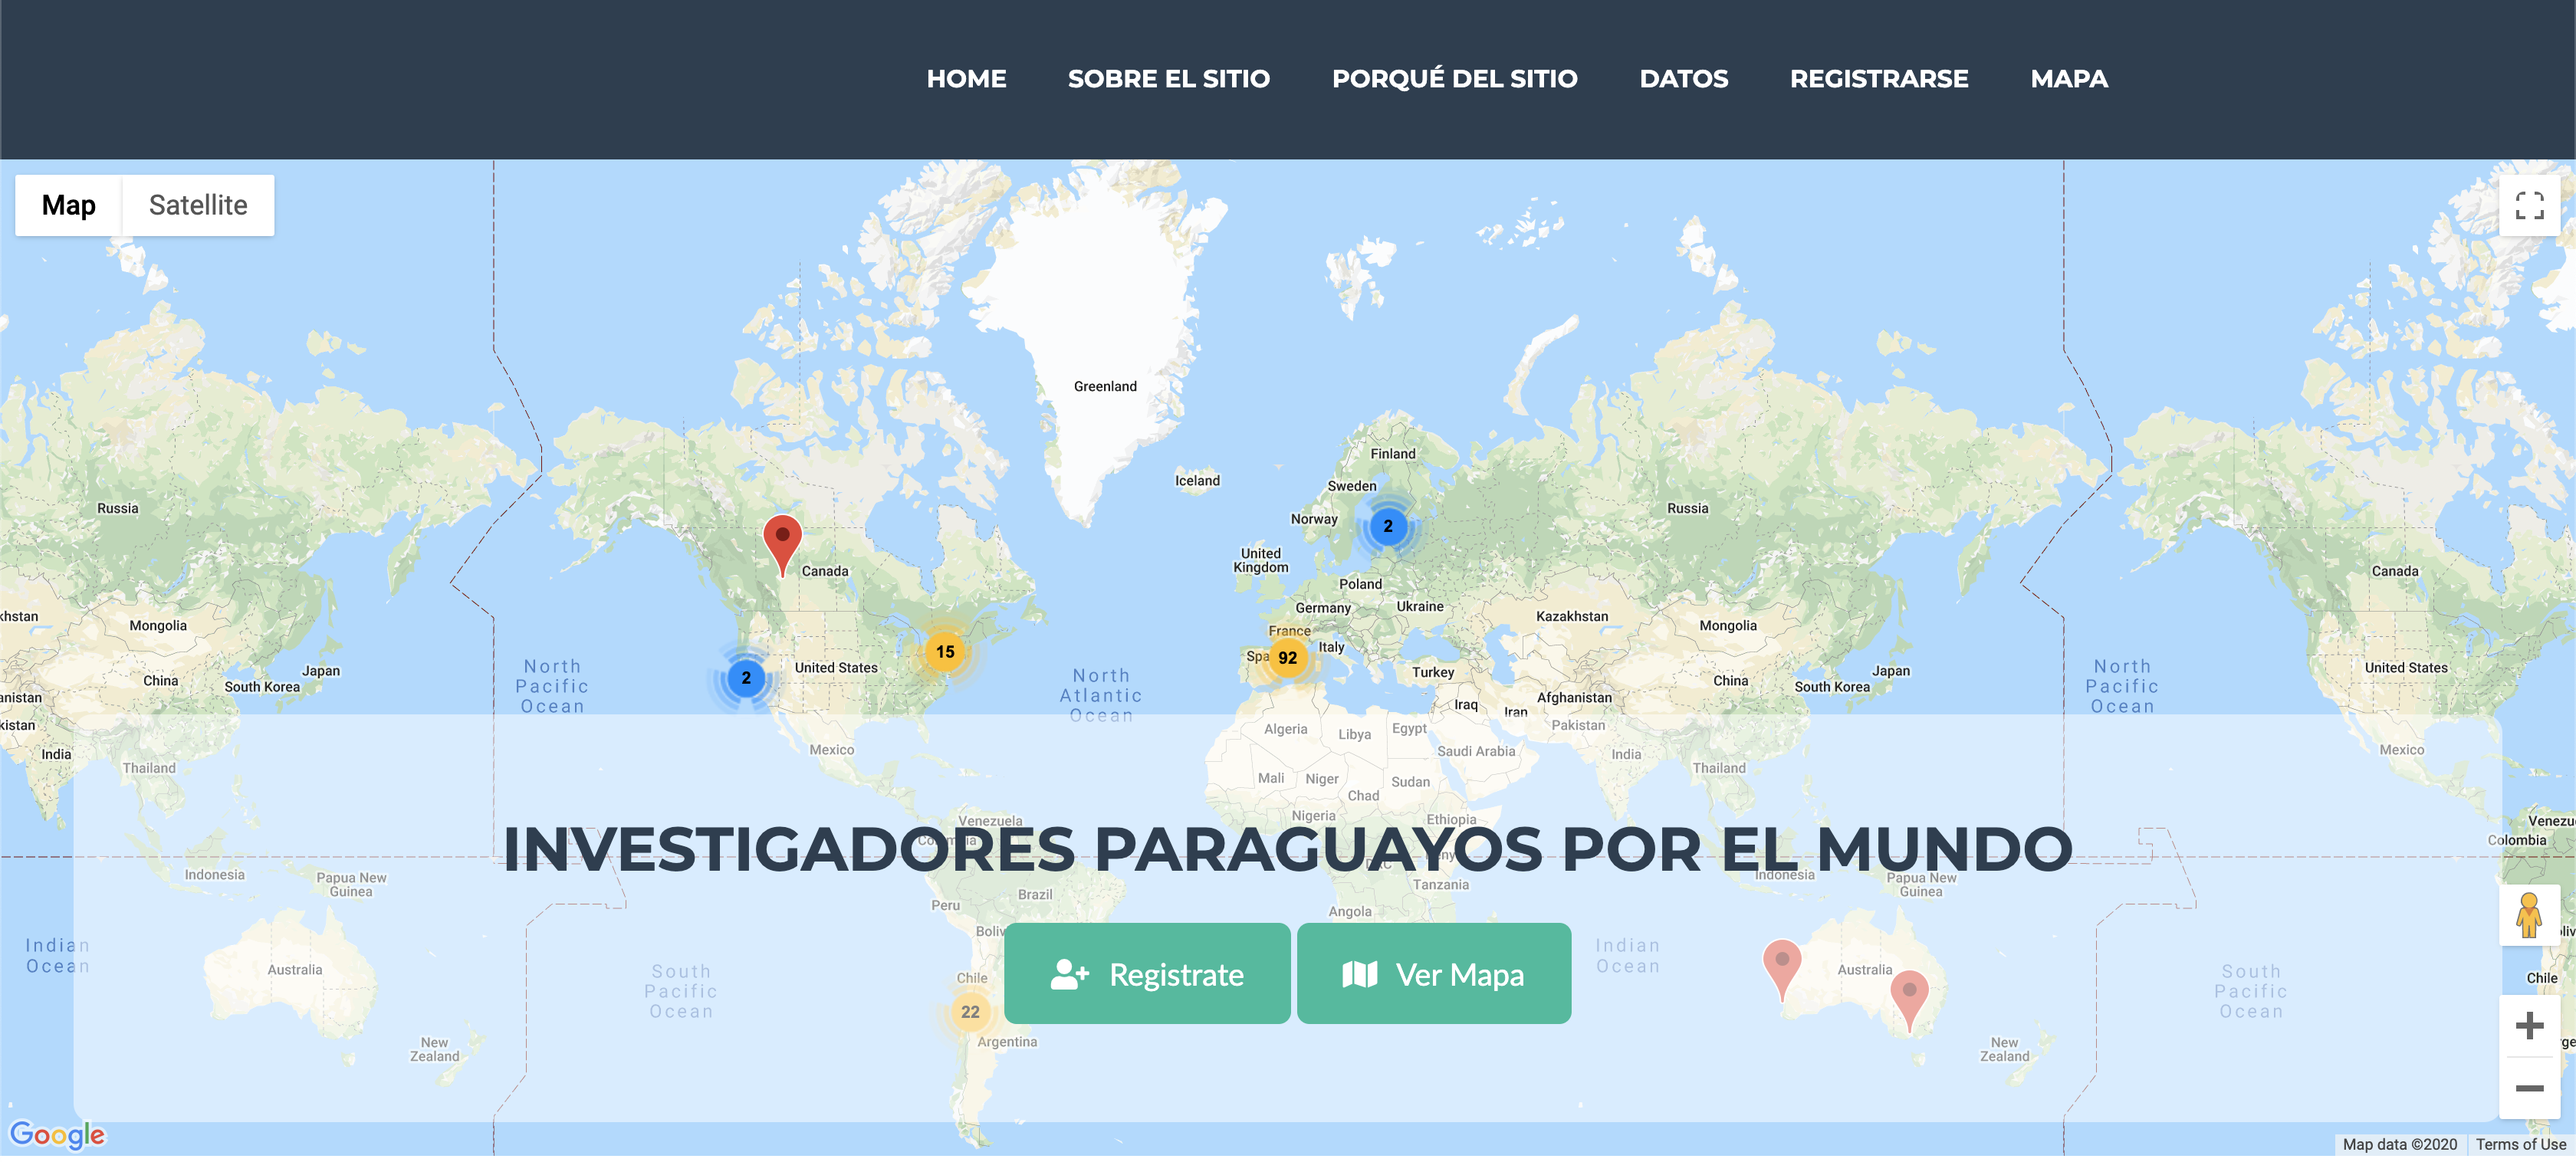 HOME SOBRE EL SITIO PORQUÉ DEL SITIO DATOS REGISTRARSE MAPA
Map Satellite
Greenland
Iceland
Finland
Sweden
Norway
2
Russia
Russia
United
Kingdom
Poland
Germany
Ukraine
France
Spa
92
Italy
Turkey
Canada
Canada
khstan
Kazakhstan
Mongolia
Mongolia
15
2
United States
United States
Japan
Japan
China
China
South Korea
South Korea
anistan
Afghanistan
kistan
Pakistan
Iraq
Iran
North
Pacific
Ocean
North
Atlantic
Ocean
North
Pacific
Ocean
India
India
Thailand
Thailand
Mexico
Mexico
Algeria
Libya
Egypt
Saudi Arabia
Mali
Niger
Chad
Sudan
Nigeria
Ethiopia
Venezuela
Venezu
Colombia
INVESTIGADORES PARAGUAYOS POR EL MUNDO
Indonesia
Indonesia
Papua New
Guinea
Papua New
Guinea
Tanzania
Angola
Brazil
Peru
Boliv
oliv
Registrate
Ver Mapa
Indian
Ocean
Indian
Ocean
Australia
Australia
South
Pacific
Ocean
South
Pacific
Ocean
Chile
Chile
22
Argentina
rge
New
Zealand
New
Zealand
Google
Map data ©2020 Terms of Use